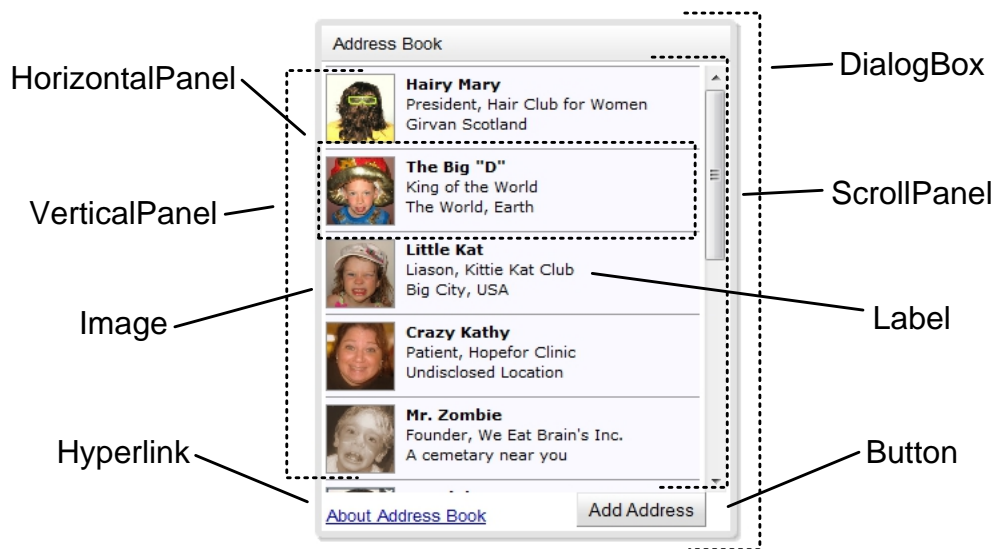 Address Book
HorizontalPanel
DialogBox
Hairy Mary
President, Hair Club for Women
Girvan Scotland
The Big "D"
King of the World
The World, Earth
VerticalPanel
ScrollPanel
Little Kat
Liason, Kittie Kat Club
Big City, USA
Image
Label
Crazy Kathy
Patient, Hopefor Clinic
Undisclosed Location
Mr. Zombie
Founder, We Eat Brain's Inc.
A cemetary near you
Hyperlink
Button
About Address Book
Add Address